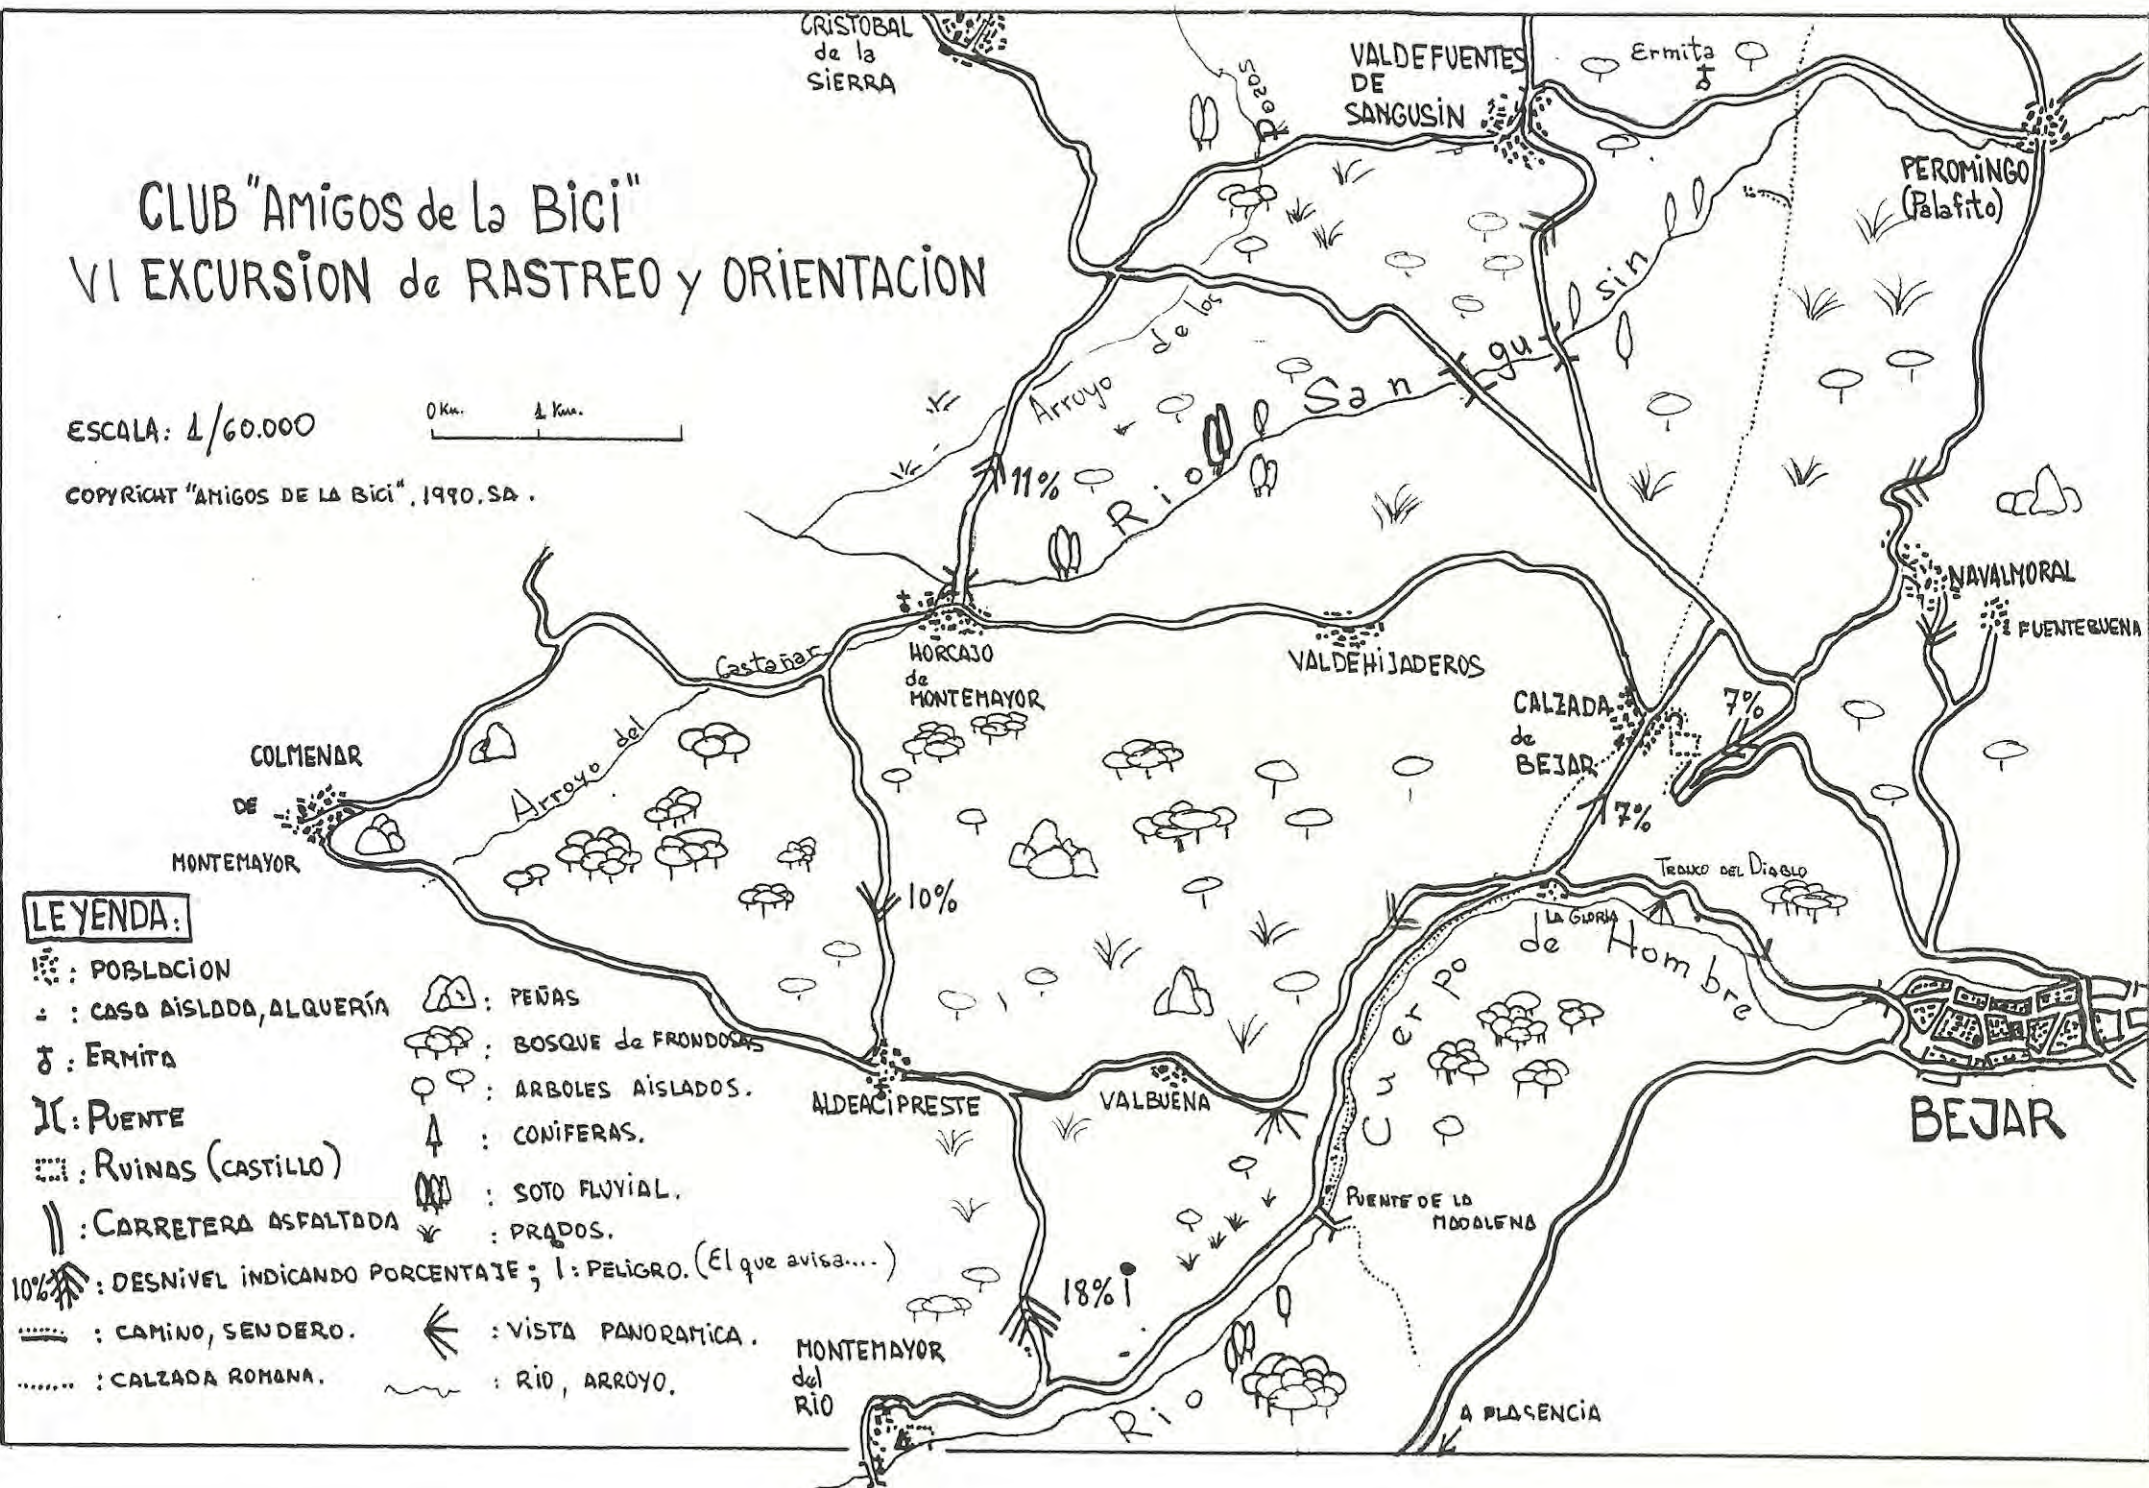 CRISTOBAL
de la
SIERRA
VALDEFUENTES
DE
SANGUSIN
Ermita
PEROMINGO
(Palafito)
CLUB "AMiGOS de la BiCi"
VI EXCURSION de RASTREO y ORIENTACION
ESCALA: 1/60.000
0 Km. 1 Km.
COPYRIGHT "AMIGOS DE LA BiCi", 1990. SA.
Arroyo de los Pozos
Rio Sangusin
11%
NAVALMORAL
FUENTEBUENA
HORCAJO
de
MONTEMAYOR
VALDEHIJADEROS
CALZADA
de
BEJAR
7%
7%
Arroyo del Castañar
COLMENAR
DE
MONTEMAYOR
10%
TRANCO DEL DiABLO
LA GLORIA
Rio Cuerpo de Hombre
BEJAR
ALDEACIPRESTE
VALBUENA
PUENTE DE LA
MADALENA
18% !
MONTEMAYOR
del
RiO
A PLASENCIA
LEYENDA:
: POBLACION
: CASA AISLADA, ALQUERÍA
: ERMITA
: PUENTE
: RUINAS (CASTILLO)
: CARRETERA ASFALTADA
10% : DESNIVEL INDICANDO PORCENTAJE; ! : PELIGRO. (El que avisa....)
: CAMINO, SENDERO.
: CALZADA ROMANA.
: PEÑAS
: BOSQUE de FRONDOSAS
: ARBOLES AISLADOS.
: CONIFERAS.
: SOTO FLUVIAL.
: PRADOS.
: VISTA PANORAMICA.
: RIO, ARROYO.